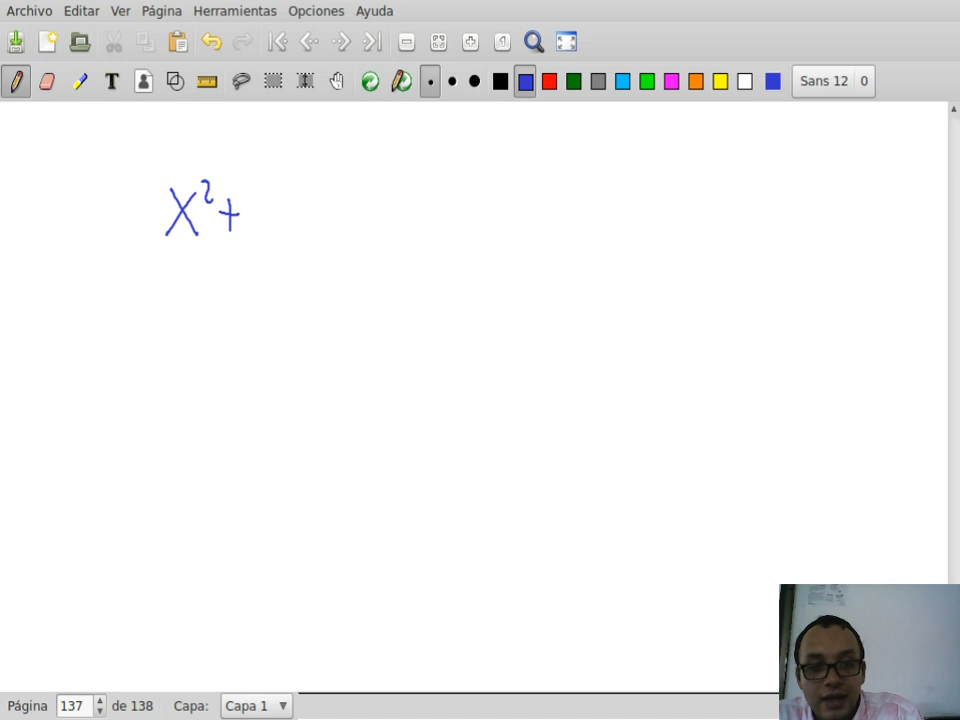 Archivo Editar Ver Página Herramientas Opciones Ayuda
T Sans 12 0
X²+
Página 137 de 138 Capa: Capa 1